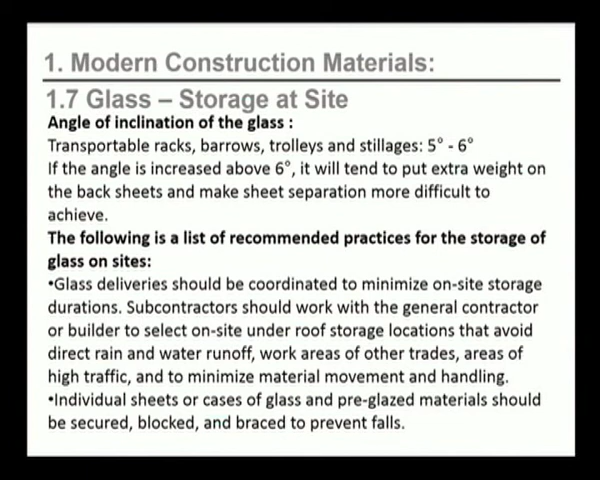 1. Modern Construction Materials:
1.7 Glass – Storage at Site
Angle of inclination of the glass :
Transportable racks, barrows, trolleys and stillages: 5° - 6°
If the angle is increased above 6°, it will tend to put extra weight on
the back sheets and make sheet separation more difficult to
achieve.
The following is a list of recommended practices for the storage of
glass on sites:
•Glass deliveries should be coordinated to minimize on-site storage
durations. Subcontractors should work with the general contractor
or builder to select on-site under roof storage locations that avoid
direct rain and water runoff, work areas of other trades, areas of
high traffic, and to minimize material movement and handling.
•Individual sheets or cases of glass and pre-glazed materials should
be secured, blocked, and braced to prevent falls.